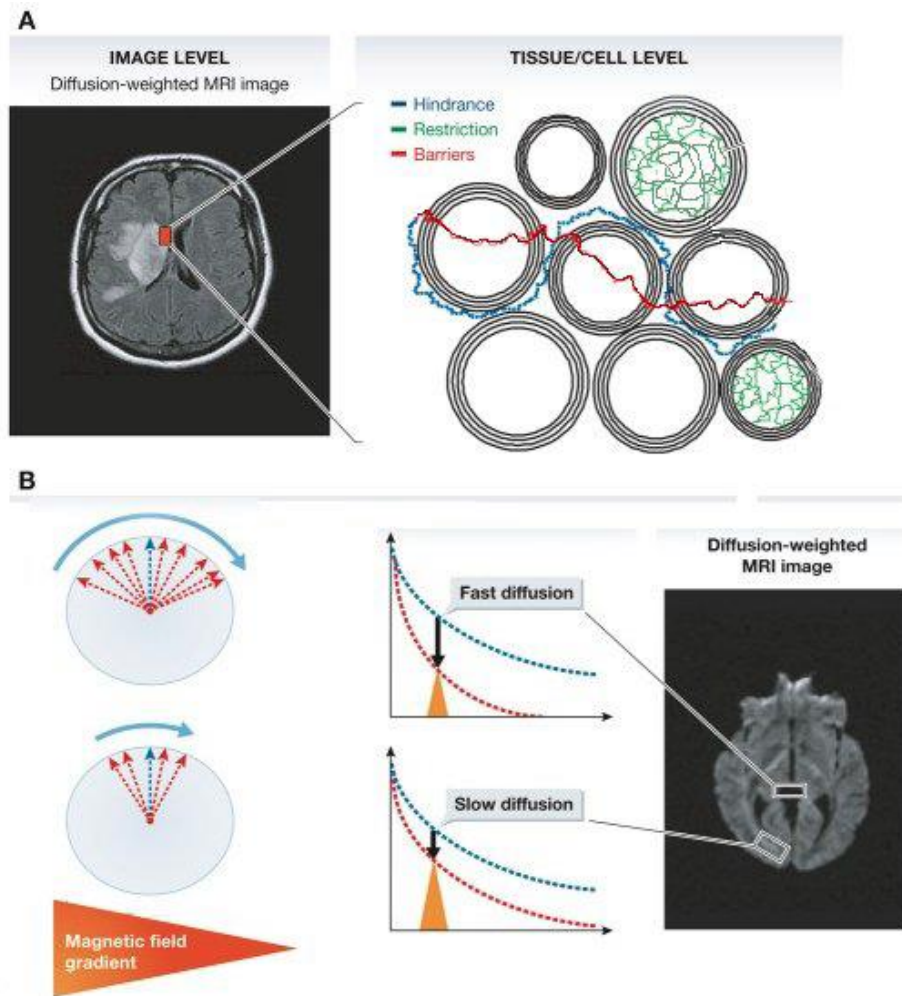 A
IMAGE LEVEL
Diffusion-weighted MRI image
TISSUE/CELL LEVEL
Hindrance
Restriction
Barriers
B
Fast diffusion
Slow diffusion
Diffusion-weighted
MRI image
Magnetic field
gradient